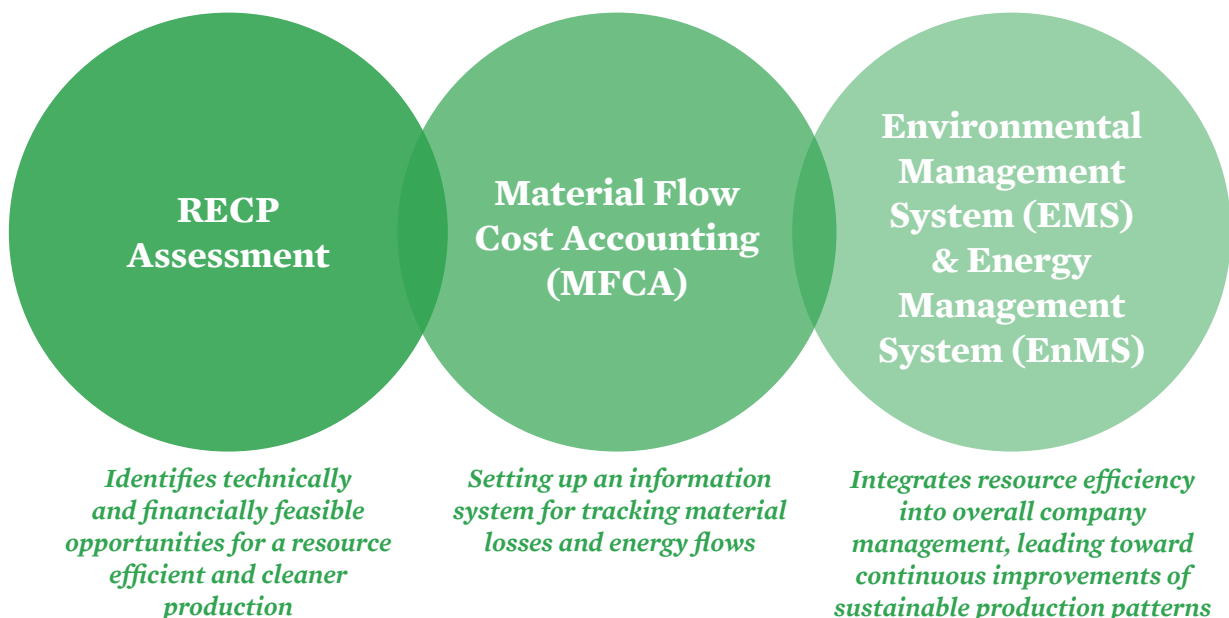 RECP
Assessment
Identifies technically
and financially feasible
opportunities for a resource
efficient and cleaner
production
Material Flow
Cost Accounting
(MFCA)
Setting up an information
system for tracking material
losses and energy flows
Environmental
Management
System (EMS)
& Energy
Management
System (EnMS)
Integrates resource efficiency
into overall company
management, leading toward
continuous improvements of
sustainable production patterns